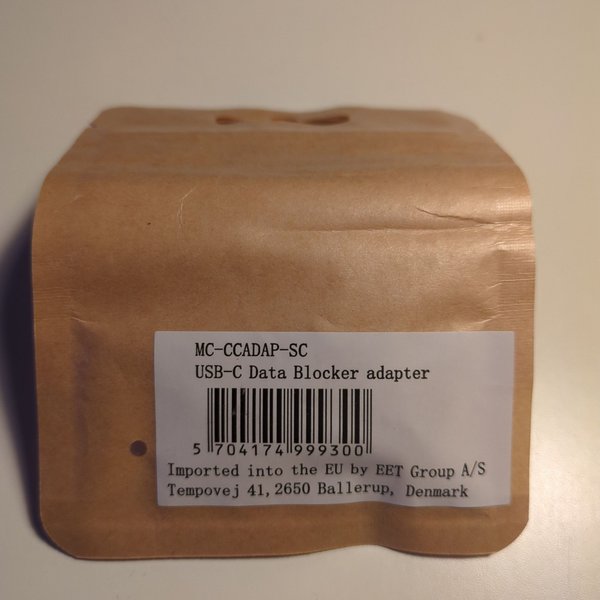 MC-CCADAP-SC
USB-C Data Blocker adapter
5 704174 999300
Imported into the EU by EET Group A/S
Tempovej 41, 2650 Ballerup, Denmark